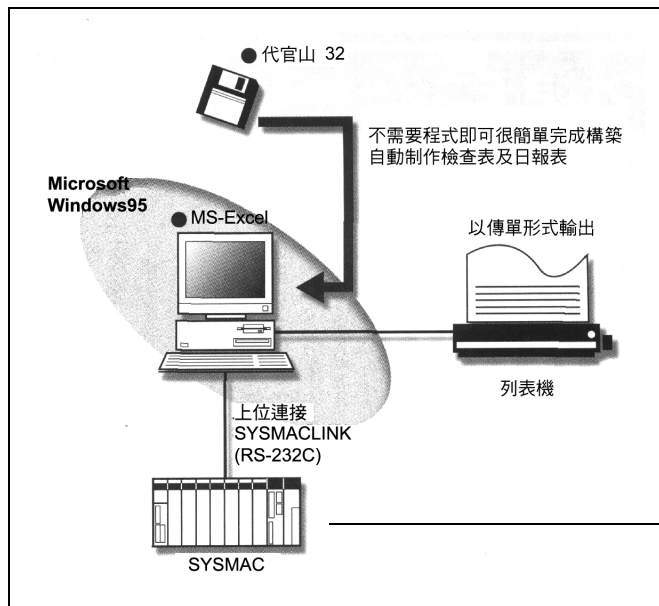 代官山 32
不需要程式即可很簡單完成構築
自動制作檢查表及日報表
Microsoft
Windows95
MS-Excel
以傳單形式輸出
列表機
上位連接
SYSMACLINK
(RS-232C)
SYSMAC